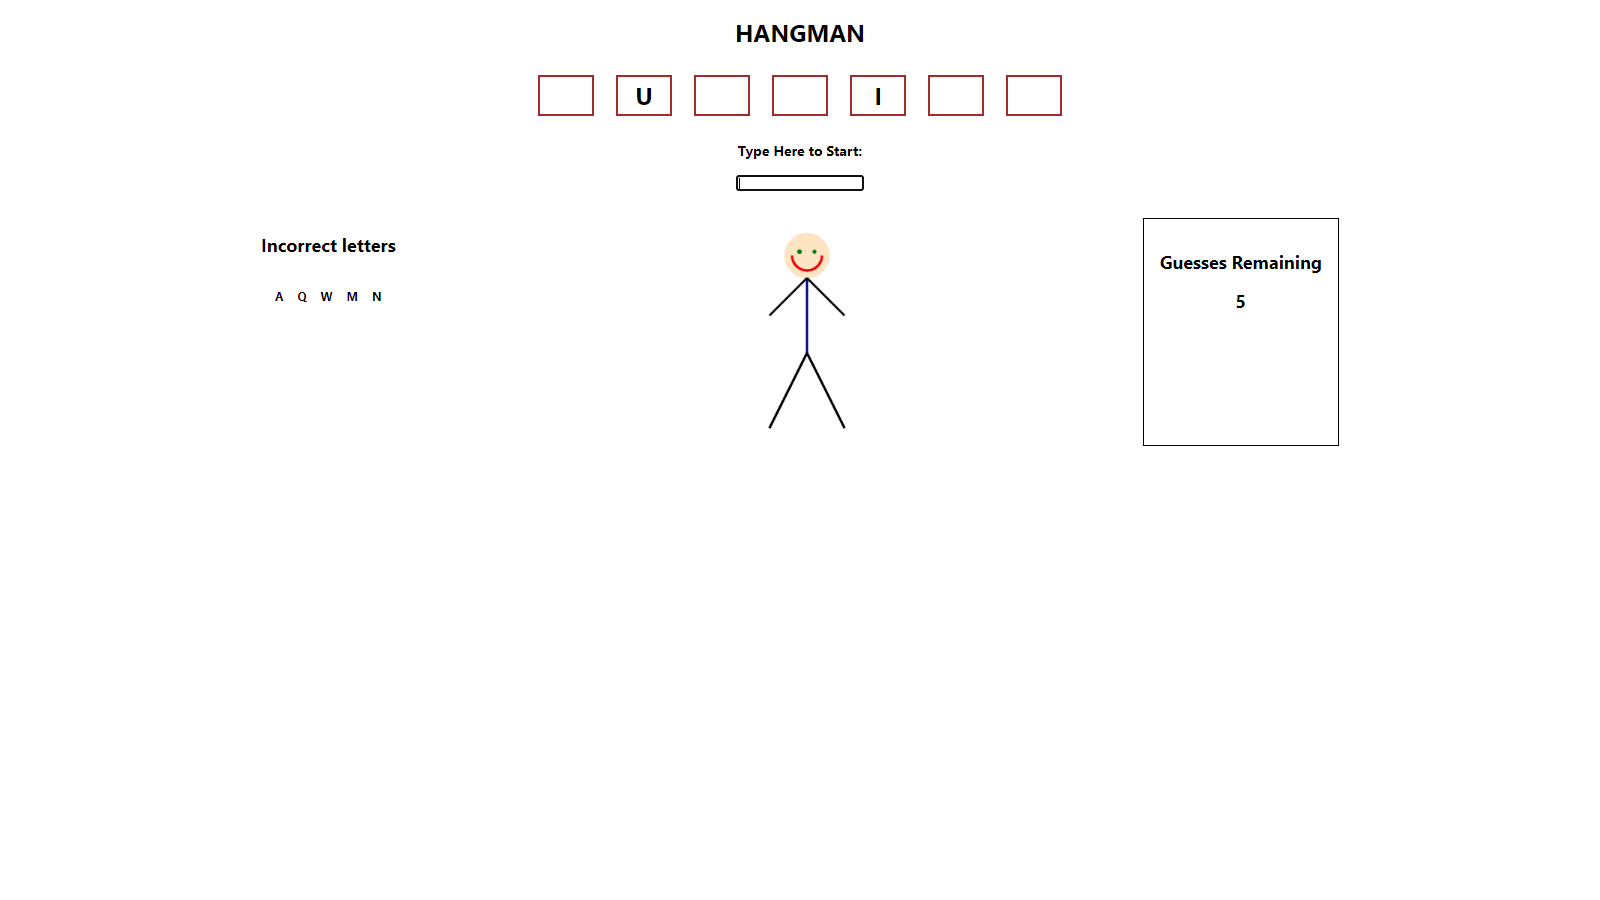 HANGMAN
U I
Type Here to Start:
Incorrect letters
A Q W M N
Guesses Remaining
5